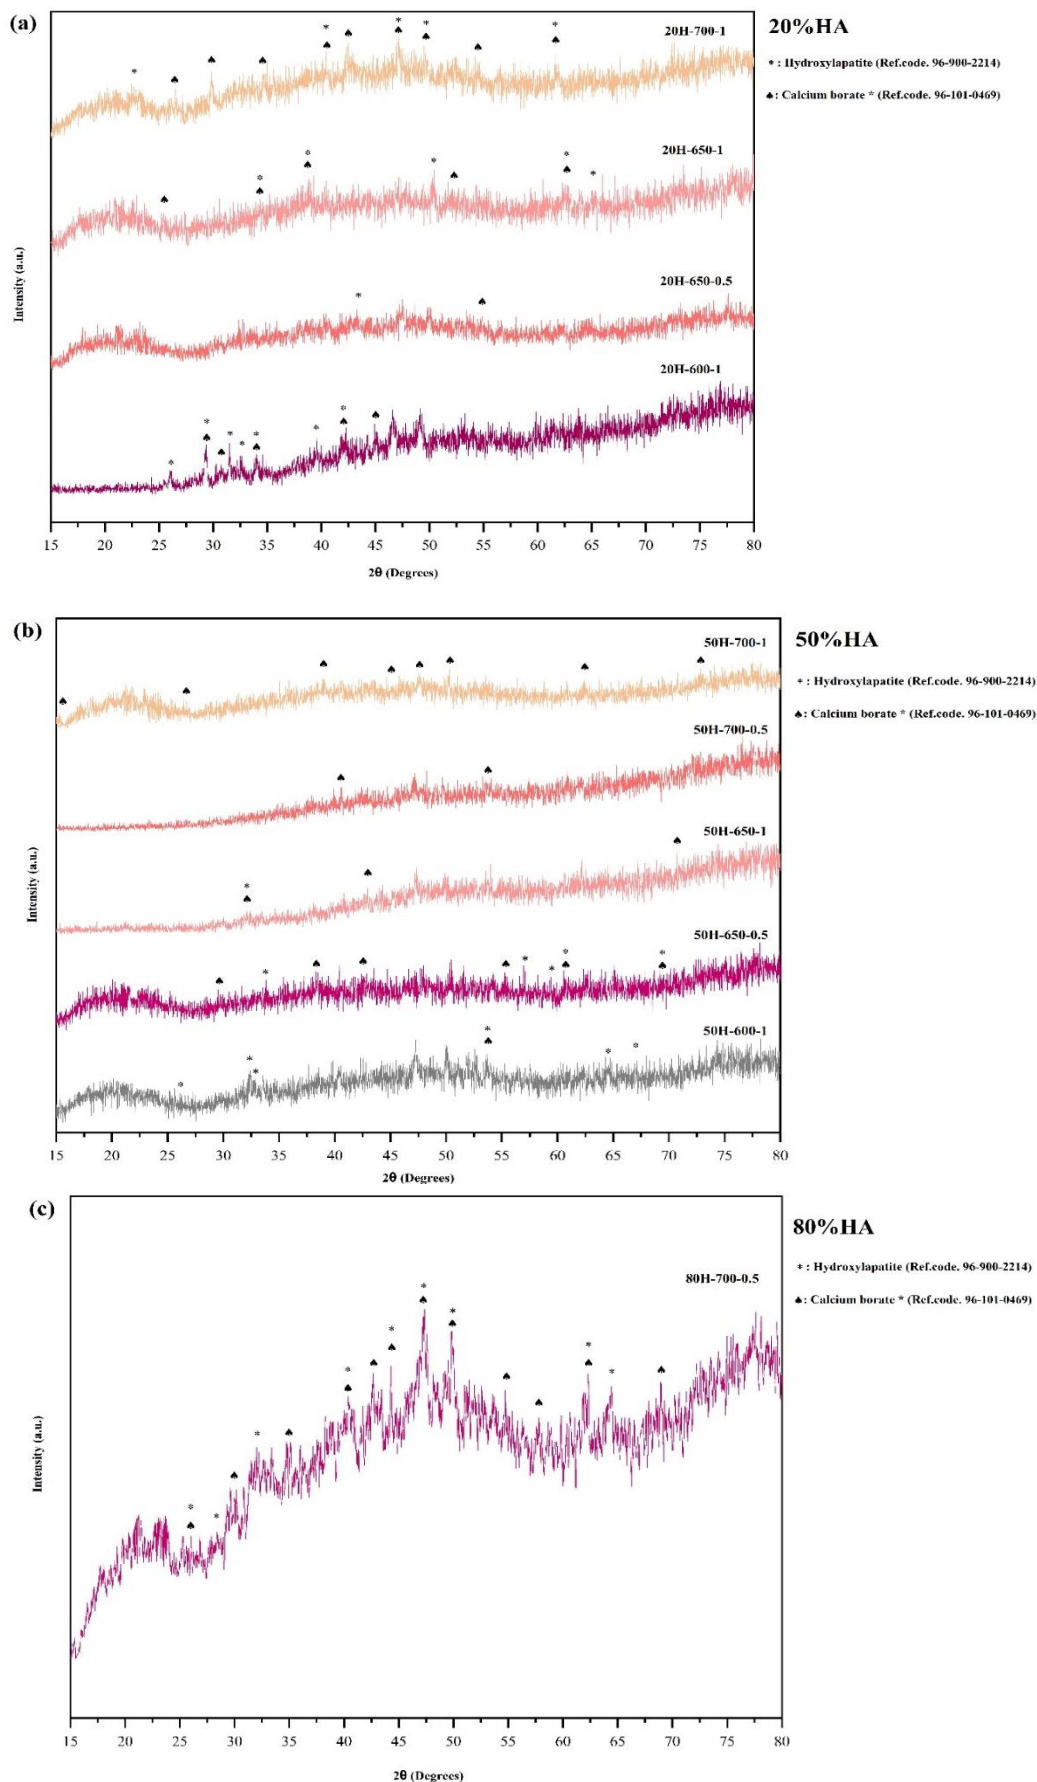 (a)
20%HA
* : Hydroxylapatite (Ref.code. 96-900-2214)
♠: Calcium borate * (Ref.code. 96-101-0469)
20H-700-1
20H-650-1
20H-650-0.5
20H-600-1
Intensity (a.u.)
15 20 25 30 35 40 45 50 55 60 65 70 75 80
2θ (Degrees)
(b)
50%HA
* : Hydroxylapatite (Ref.code. 96-900-2214)
♠: Calcium borate * (Ref.code. 96-101-0469)
50H-700-1
50H-700-0.5
50H-650-1
50H-650-0.5
50H-600-1
Intensity (a.u.)
15 20 25 30 35 40 45 50 55 60 65 70 75 80
2θ (Degrees)
(c)
80%HA
* : Hydroxylapatite (Ref.code. 96-900-2214)
♠: Calcium borate * (Ref.code. 96-101-0469)
80H-700-0.5
Intensity (a.u.)
15 20 25 30 35 40 45 50 55 60 65 70 75 80
2θ (Degrees)